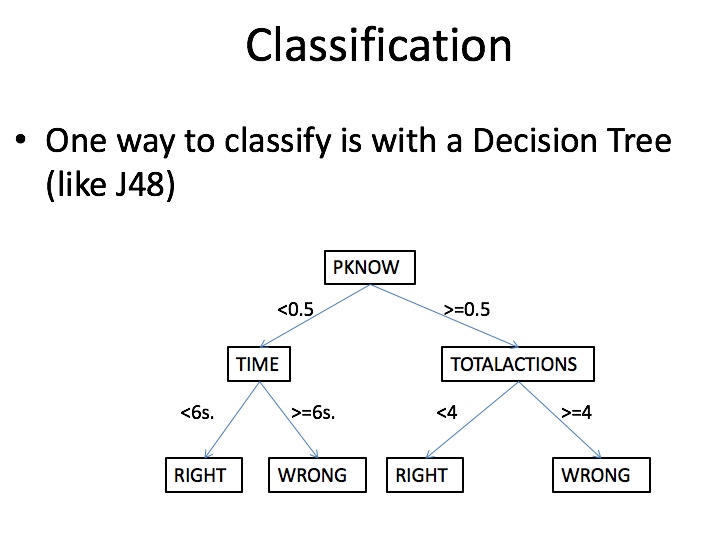 Classification
• One way to classify is with a Decision Tree
(like J48)
PKNOW
<0.5 >=0.5
TIME TOTALACTIONS
<6s. >=6s. <4 >=4
RIGHT WRONG RIGHT WRONG